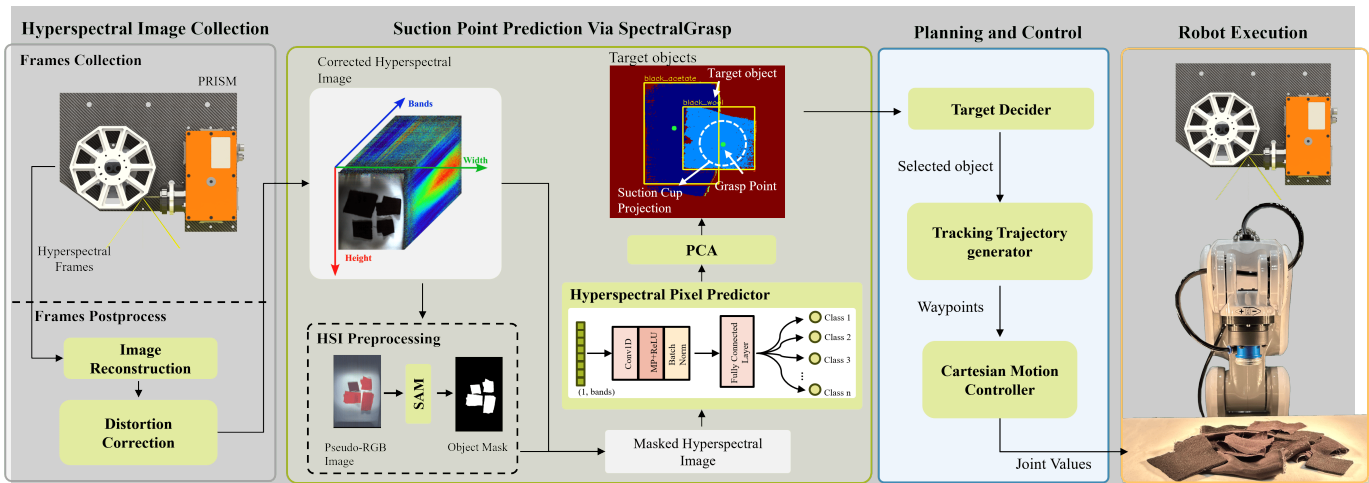 Hyperspectral Image Collection
Frames Collection
PRISM
Hyperspectral
Frames
Frames Postprocess
Image
Reconstruction
Distortion
Correction
Suction Point Prediction Via SpectralGrasp
Corrected Hyperspectral
Image
Bands
Width
Height
HSI Preprocessing
SAM
Pseudo-RGB
Image
Object Mask
Target objects
black_acetate
Target object
black_wool
Suction Cup
Projection
Grasp Point
PCA
Hyperspectral Pixel Predictor
(1, bands)
Conv1D
MP+ReLU
Batch
Norm
Fully Connected
Layer
Class 1
Class 2
Class 3
...
Class n
Masked Hyperspectral
Image
Planning and Control
Target Decider
Selected object
Tracking Trajectory
generator
Waypoints
Cartesian Motion
Controller
Joint Values
Robot Execution